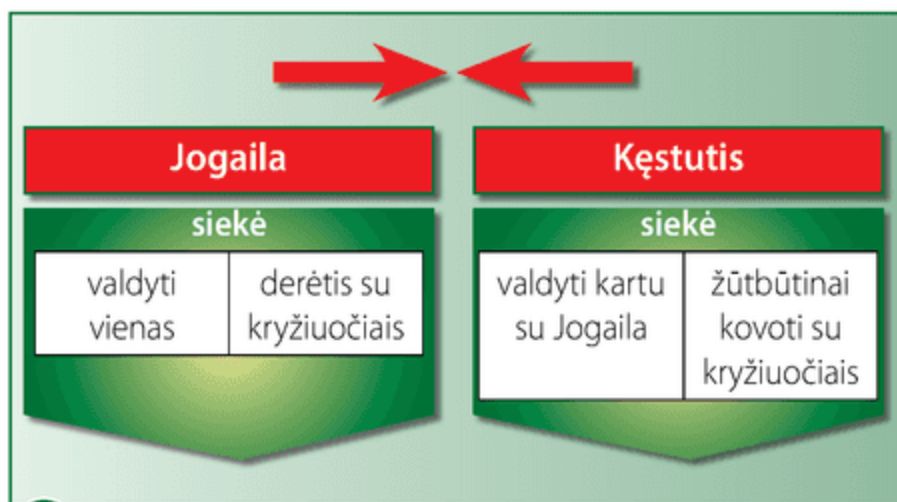 Jogaila
siekė
valdyti
vienas
derėtis su
kryžiuočiais
Kęstutis
siekė
valdyti kartu
su Jogaila
žūtbūtinai
kovoti su
kryžiuočiais